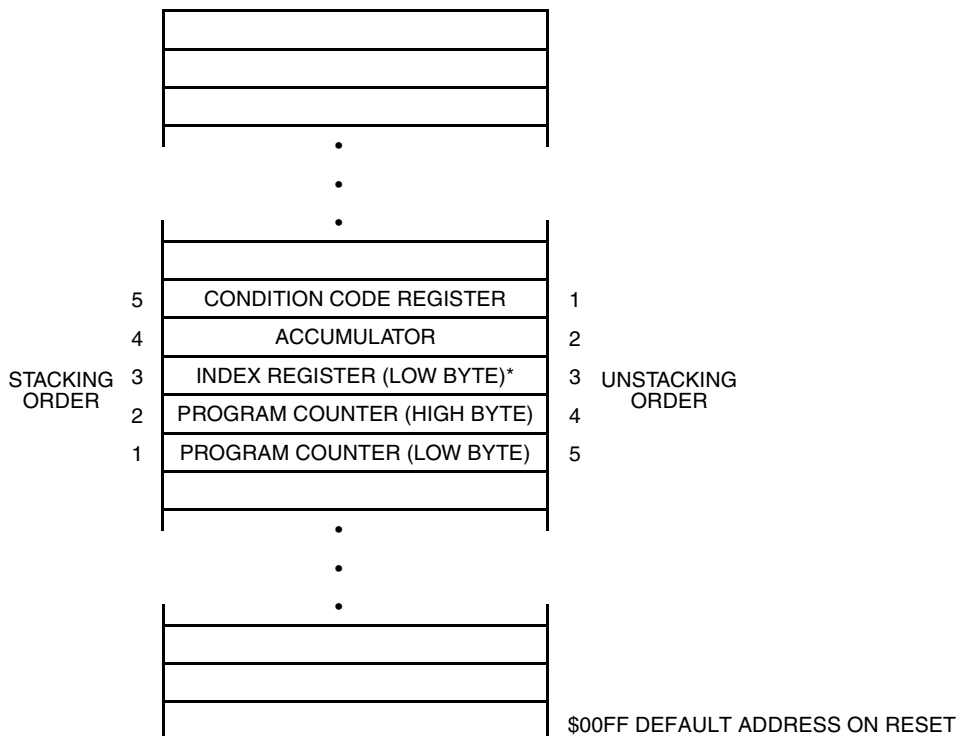 5 CONDITION CODE REGISTER 1
4 ACCUMULATOR 2
STACKING ORDER 3 INDEX REGISTER (LOW BYTE)* 3 UNSTACKING ORDER
2 PROGRAM COUNTER (HIGH BYTE) 4
1 PROGRAM COUNTER (LOW BYTE) 5
$00FF DEFAULT ADDRESS ON RESET